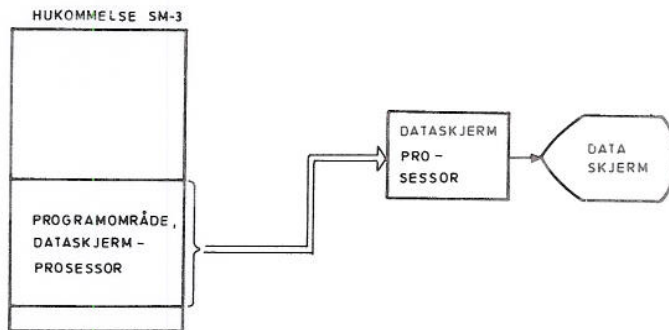 HUKOMMELSE SM-3
PROGRAMOMRÅDE,
DATASKJERM-
PROSESSOR
DATASKJERM
PRO-
SESSOR
DATA
SKJERM